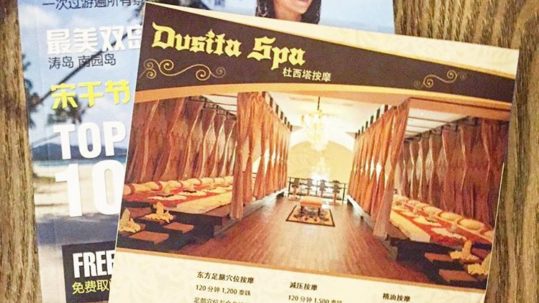 一次过游遍所有
最美双岛
涛岛 南园岛
宋干节
TOP
10
FREE
免费取
Dusita Spa
杜西塔按摩
东方足腿穴位按摩
120 分钟 1,200 泰铢
减压按摩
120 分钟 1,500 泰铢
精油按摩